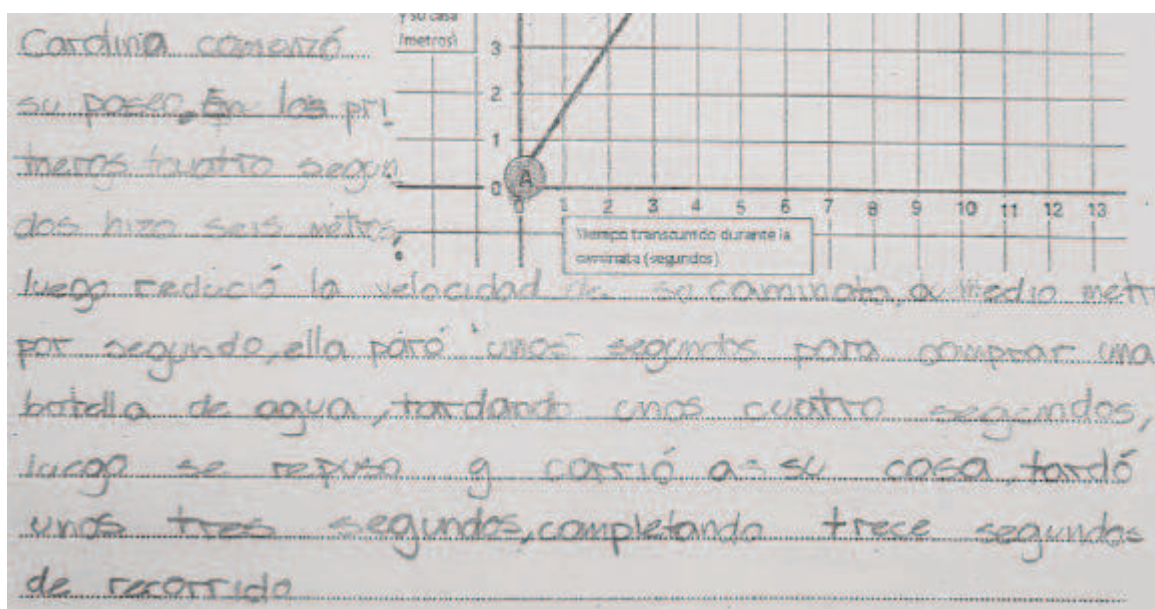 Carolina comenzó
su paseo. En los pri-
meros cuatro segun-
dos hizo seis metros,
luego redució la velocidad de su caminata, a medio metr
por segundo, ella paró unos segundos para comprar una
botella de agua, tardando unos cuatro segundos,
luego se repuso y corrió a su casa, tardó
unos tres segundos, completando trece segundos
de recorrido
y su casa
(metros)
3
2
1
0
A
0 1 2 3 4 5 6 7 8 9 10 11 12 13
Tiempo transcurrido durante la
caminata (segundos)